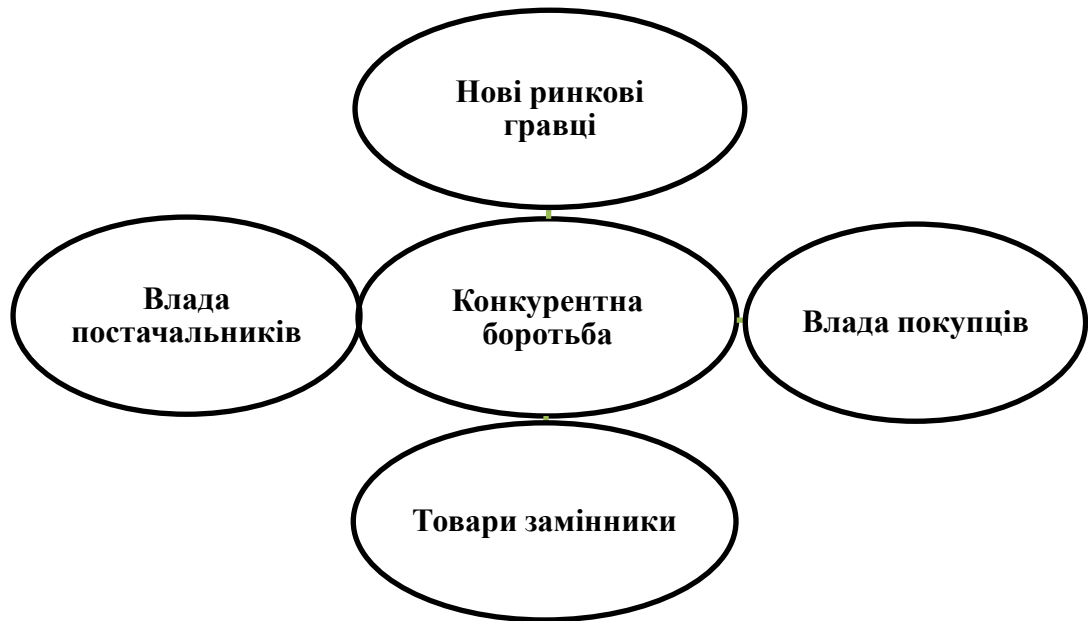 Нові ринкові
гравці
Влада
постачальників
Конкурентна
боротьба
Влада покупців
Товари замінники